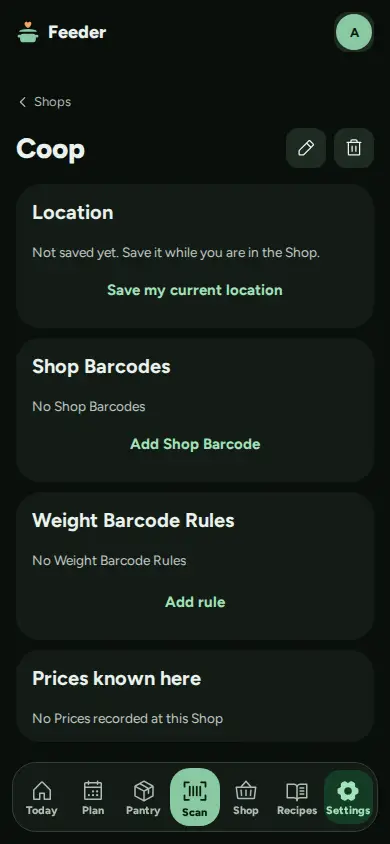 Feeder
A
Shops
Coop
Location
Not saved yet. Save it while you are in the Shop.
Save my current location
Shop Barcodes
No Shop Barcodes
Add Shop Barcode
Weight Barcode Rules
No Weight Barcode Rules
Add rule
Prices known here
No Prices recorded at this Shop
Today
Plan
Pantry
Scan
Shop
Recipes
Settings